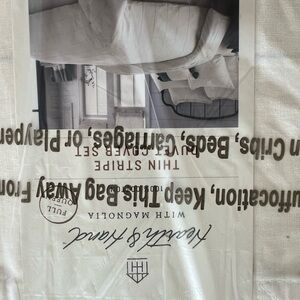 Hearth & Hand
WITH MAGNOLIA
uffocation, Keep This Bag Away From
FULL
THIN STRIPE
DUVET COVER SET
n Cribs, Beds, Carriages, or Playpen